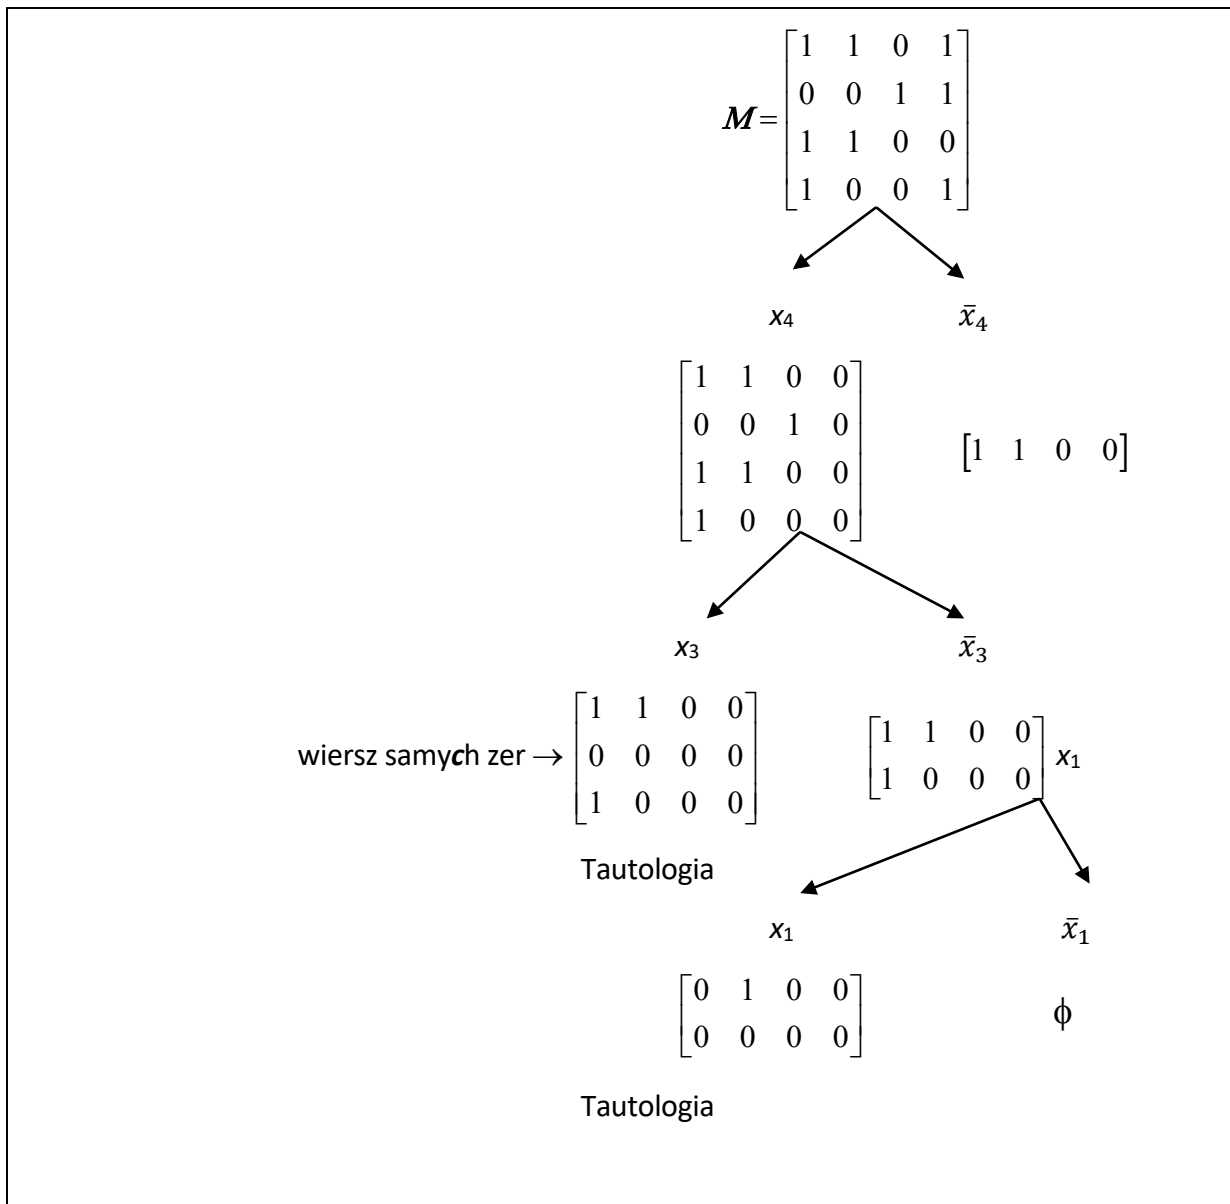 M = [1 1 0 1
0 0 1 1
1 1 0 0
1 0 0 1]
x₄ x̄₄
[1 1 0 0
0 0 1 0
1 1 0 0
1 0 0 0] [1 1 0 0]
x₃ x̄₃
wiersz samych zer → [1 1 0 0
0 0 0 0
1 0 0 0] [1 1 0 0
1 0 0 0] x₁
Tautologia
x₁ x̄₁
[0 1 0 0
0 0 0 0] ϕ
Tautologia